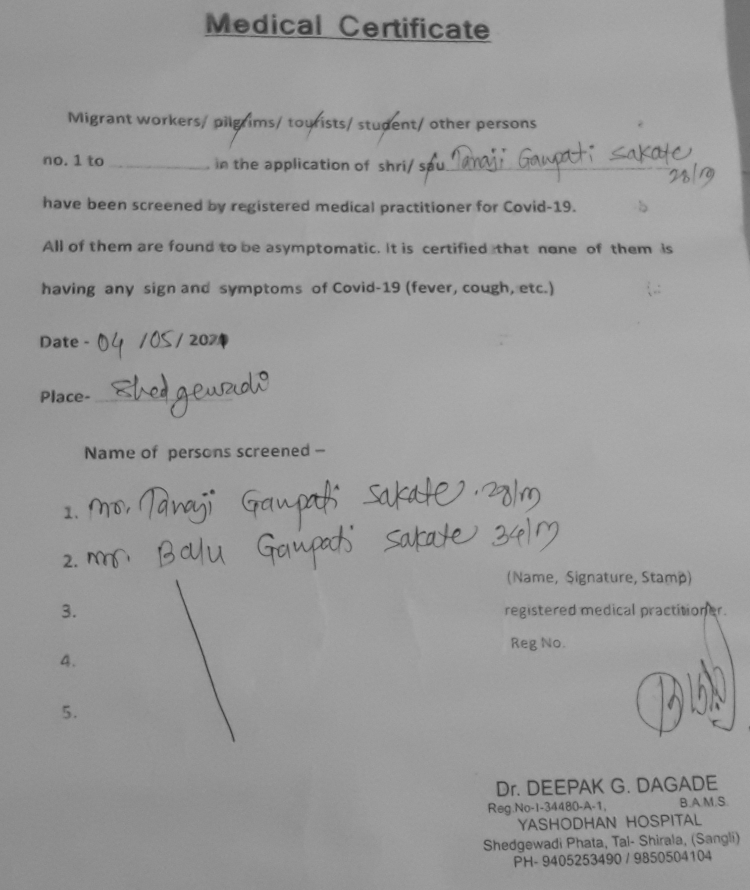 Medical Certificate
Migrant workers/ pilgrims/ tourists/ student/ other persons
no. 1 to ............ in the application of shri/ sau Tanaji Ganpati Sakate
28/M
have been screened by registered medical practitioner for Covid-19.
All of them are found to be asymptomatic. It is certified that none of them is
having any sign and symptoms of Covid-19 (fever, cough, etc.)
Date - 04 /05/ 2021
Place- Shedgewadi
Name of persons screened –
1. Mr. Tanaji Ganpati Sakate. 28/M
2. Mr. Balu Ganpati Sakate 34/M
(Name, Signature, Stamp)
3.
registered medical practitioner.
Reg No.
4.
5.
Dr. DEEPAK G. DAGADE
Reg.No-I-34480-A-1, B.A.M.S.
YASHODHAN HOSPITAL
Shedgewadi Phata, Tal- Shirala, (Sangli)
PH- 9405253490 / 9850504104